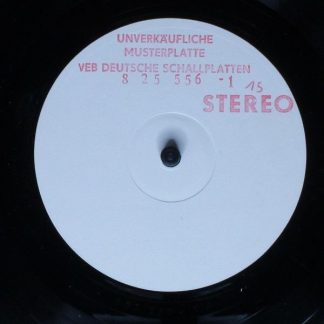 UNVERKÄUFLICHE
MUSTERPLATTE
VEB DEUTSCHE SCHALLPLATTEN
8 25 556 -1 15
STEREO